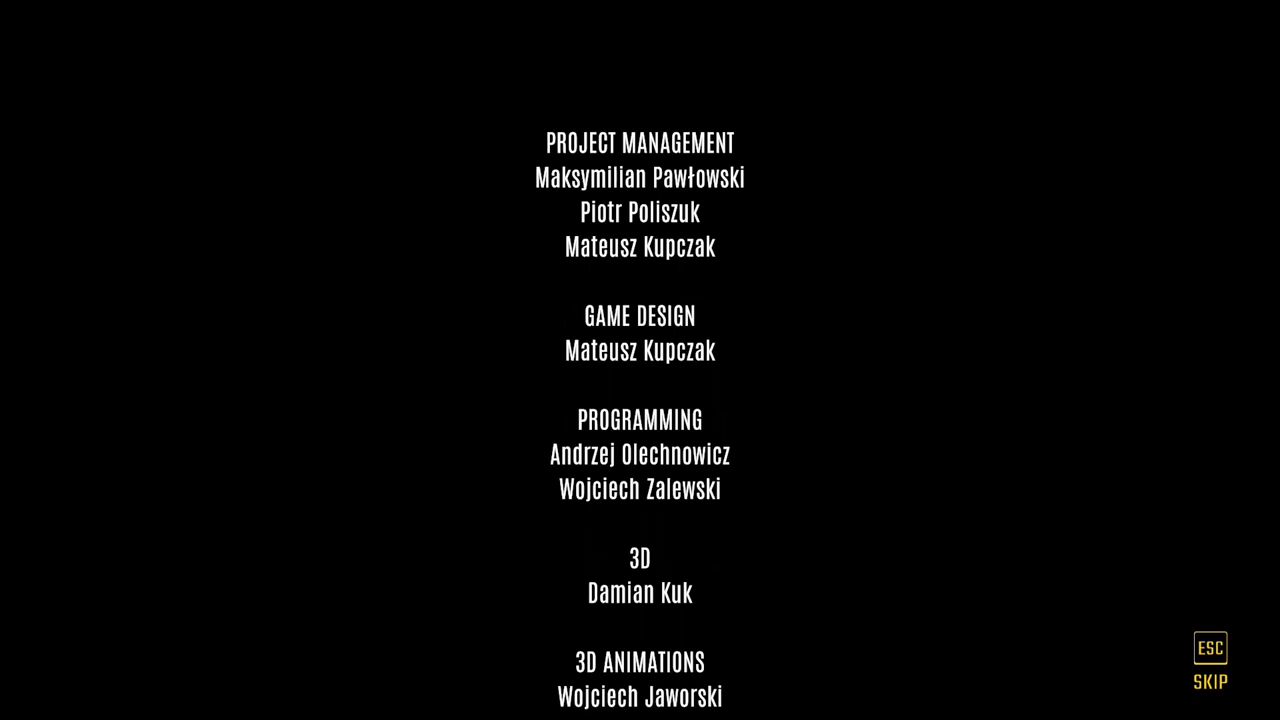 PROJECT MANAGEMENT
Maksymilian Pawłowski
Piotr Poliszuk
Mateusz Kupczak
GAME DESIGN
Mateusz Kupczak
PROGRAMMING
Andrzej Olechnowicz
Wojciech Zalewski
3D
Damian Kuk
3D ANIMATIONS
Wojciech Jaworski
ESC
SKIP